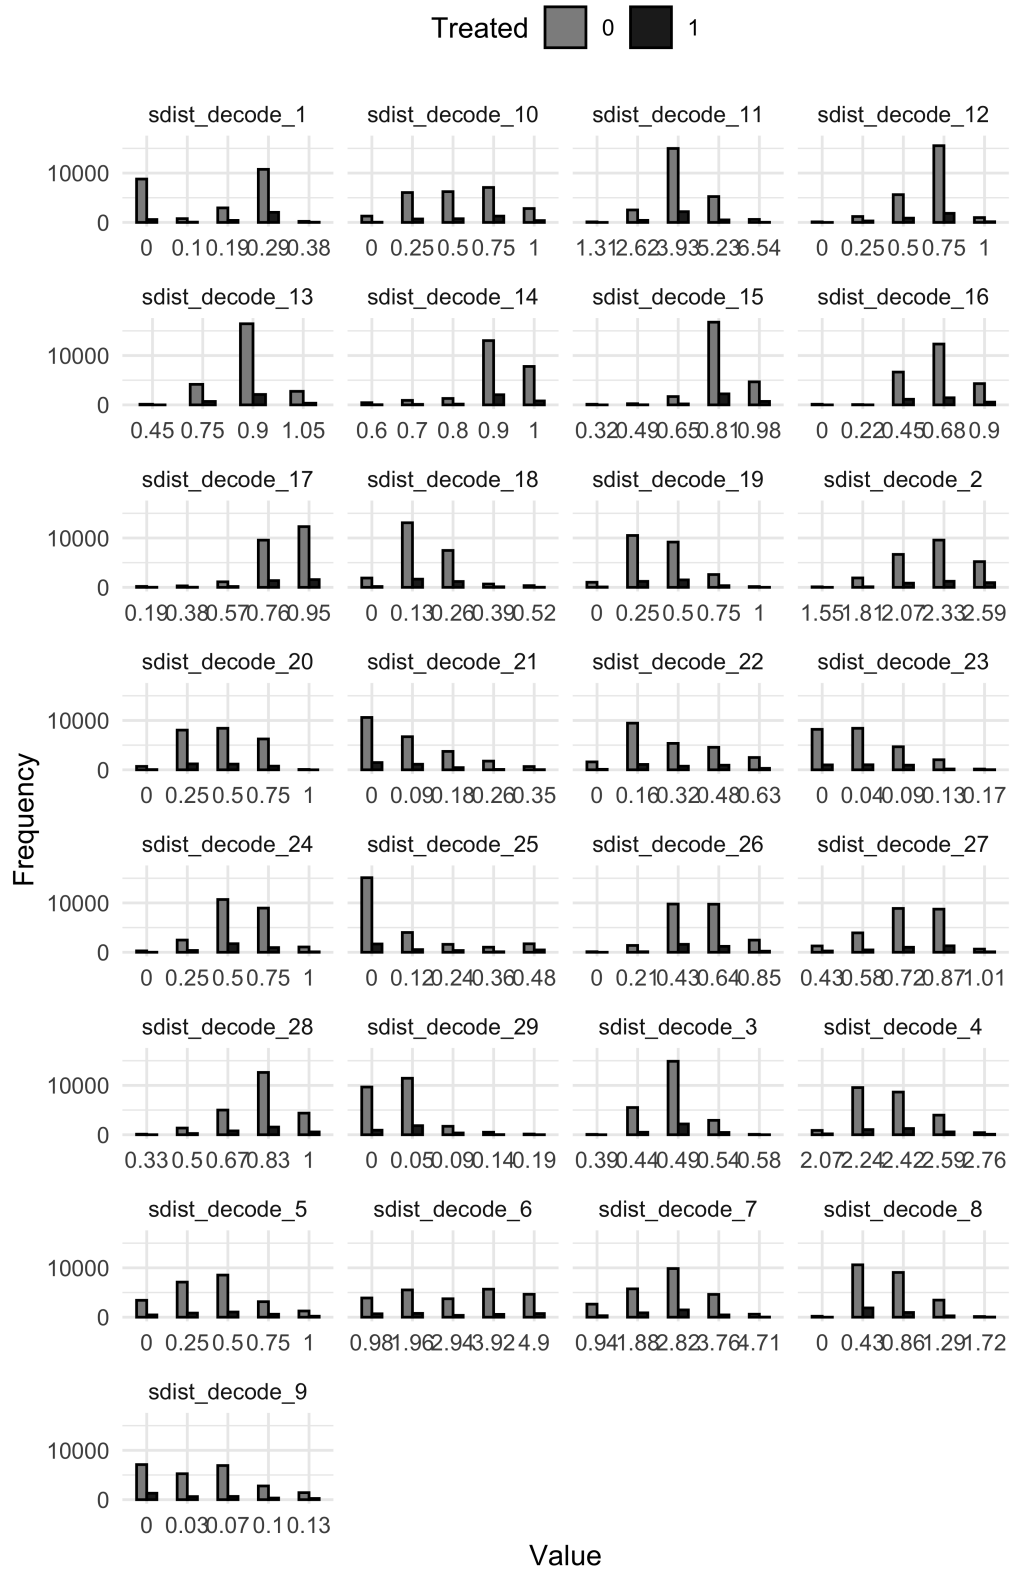 Treated 0 1
sdist_decode_1 sdist_decode_10 sdist_decode_11 sdist_decode_12
10000
0
0 0.1 0.19 0.29 0.38 0 0.25 0.5 0.75 1 1.31 2.62 3.93 5.23 6.54 0 0.25 0.5 0.75 1
sdist_decode_13 sdist_decode_14 sdist_decode_15 sdist_decode_16
10000
0
0.45 0.75 0.9 1.05 0.6 0.7 0.8 0.9 1 0.32 0.49 0.65 0.81 0.98 0 0.22 0.45 0.68 0.9
sdist_decode_17 sdist_decode_18 sdist_decode_19 sdist_decode_2
10000
0
0.19 0.38 0.57 0.76 0.95 0 0.13 0.26 0.39 0.52 0 0.25 0.5 0.75 1 1.55 1.81 2.07 2.33 2.59
sdist_decode_20 sdist_decode_21 sdist_decode_22 sdist_decode_23
10000
0
0 0.25 0.5 0.75 1 0 0.09 0.18 0.26 0.35 0 0.16 0.32 0.48 0.63 0 0.04 0.09 0.13 0.17
Frequency
sdist_decode_24 sdist_decode_25 sdist_decode_26 sdist_decode_27
10000
0
0 0.25 0.5 0.75 1 0 0.12 0.24 0.36 0.48 0 0.21 0.43 0.64 0.85 0.43 0.58 0.72 0.87 1.01
sdist_decode_28 sdist_decode_29 sdist_decode_3 sdist_decode_4
10000
0
0.33 0.5 0.67 0.83 1 0 0.05 0.09 0.14 0.19 0.39 0.44 0.49 0.54 0.58 2.07 2.24 2.42 2.59 2.76
sdist_decode_5 sdist_decode_6 sdist_decode_7 sdist_decode_8
10000
0
0 0.25 0.5 0.75 1 0.98 1.96 2.94 3.92 4.9 0.94 1.88 2.82 3.76 4.71 0 0.43 0.86 1.29 1.72
sdist_decode_9
10000
0
0 0.03 0.07 0.1 0.13
Value